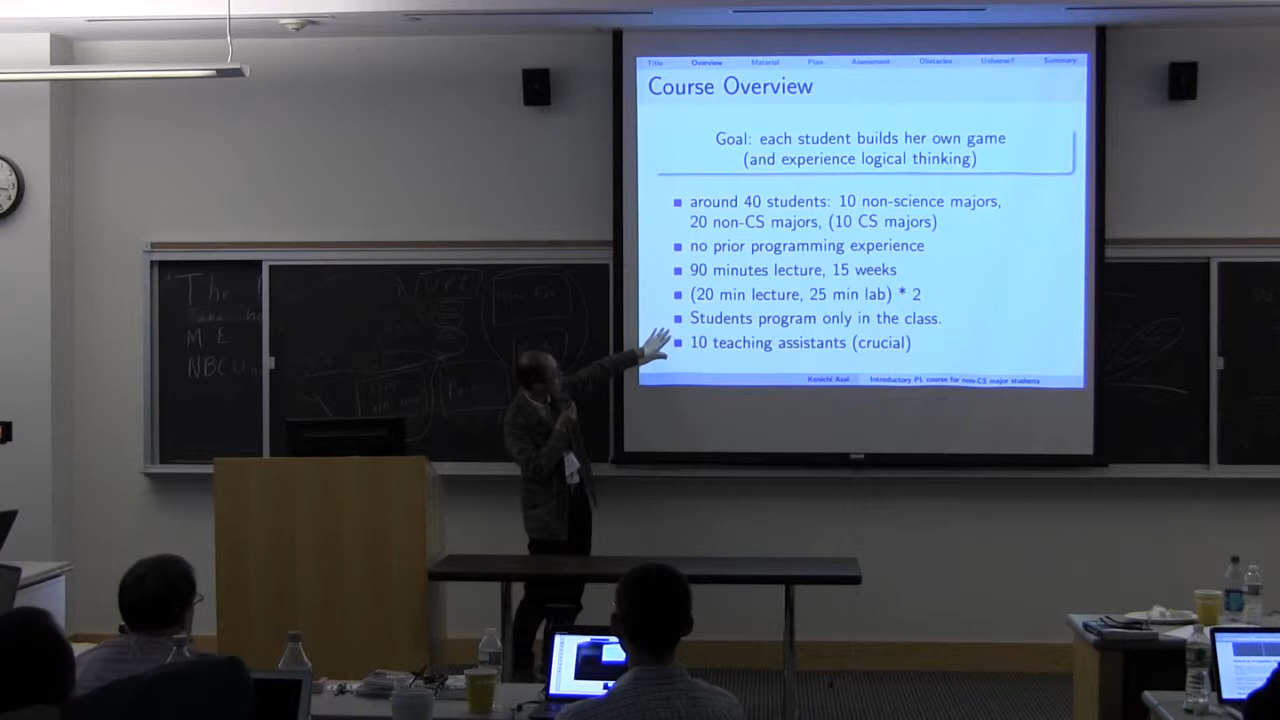 Title Overview Material Plan Assessment Obstacles Universe? Summary
Course Overview
Goal: each student builds her own game
(and experience logical thinking)
around 40 students: 10 non-science majors,
20 non-CS majors, (10 CS majors)
no prior programming experience
90 minutes lecture, 15 weeks
(20 min lecture, 25 min lab) * 2
Students program only in the class.
10 teaching assistants (crucial)
Kenichi Asai Introductory PL course for non-CS major students
The
M E